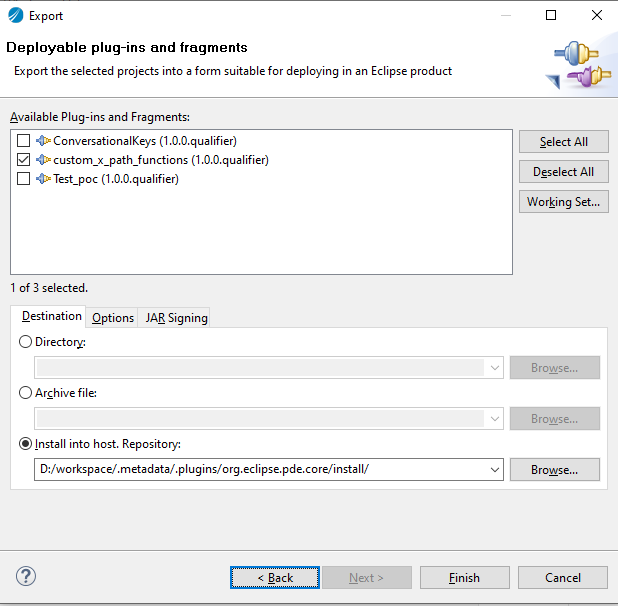 Export
Deployable plug-ins and fragments
Export the selected projects into a form suitable for deploying in an Eclipse product
Available Plug-ins and Fragments:
ConversationalKeys (1.0.0.qualifier)
custom_x_path_functions (1.0.0.qualifier)
Test_poc (1.0.0.qualifier)
Select All
Deselect All
Working Set...
1 of 3 selected.
Destination Options JAR Signing
Directory:
Browse...
Archive file:
Browse...
Install into host. Repository:
D:/workspace/.metadata/.plugins/org.eclipse.pde.core/install/ Browse...
? < Back Next > Finish Cancel